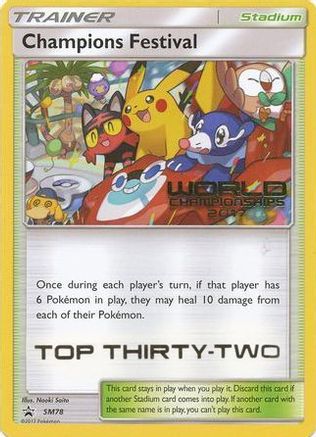 TRAINER
Stadium
Champions Festival
WORLD
CHAMPIONSHIPS
2017
Once during each player's turn, if that player has
6 Pokémon in play, they may heal 10 damage from
each of their Pokémon.
TOP THIRTY-TWO
Illus. Naoki Saito
This card stays in play when you play it. Discard this card if
another Stadium card comes into play. If another card with
the same name is in play, you can't play this card.
SM78
©2017 Pokémon